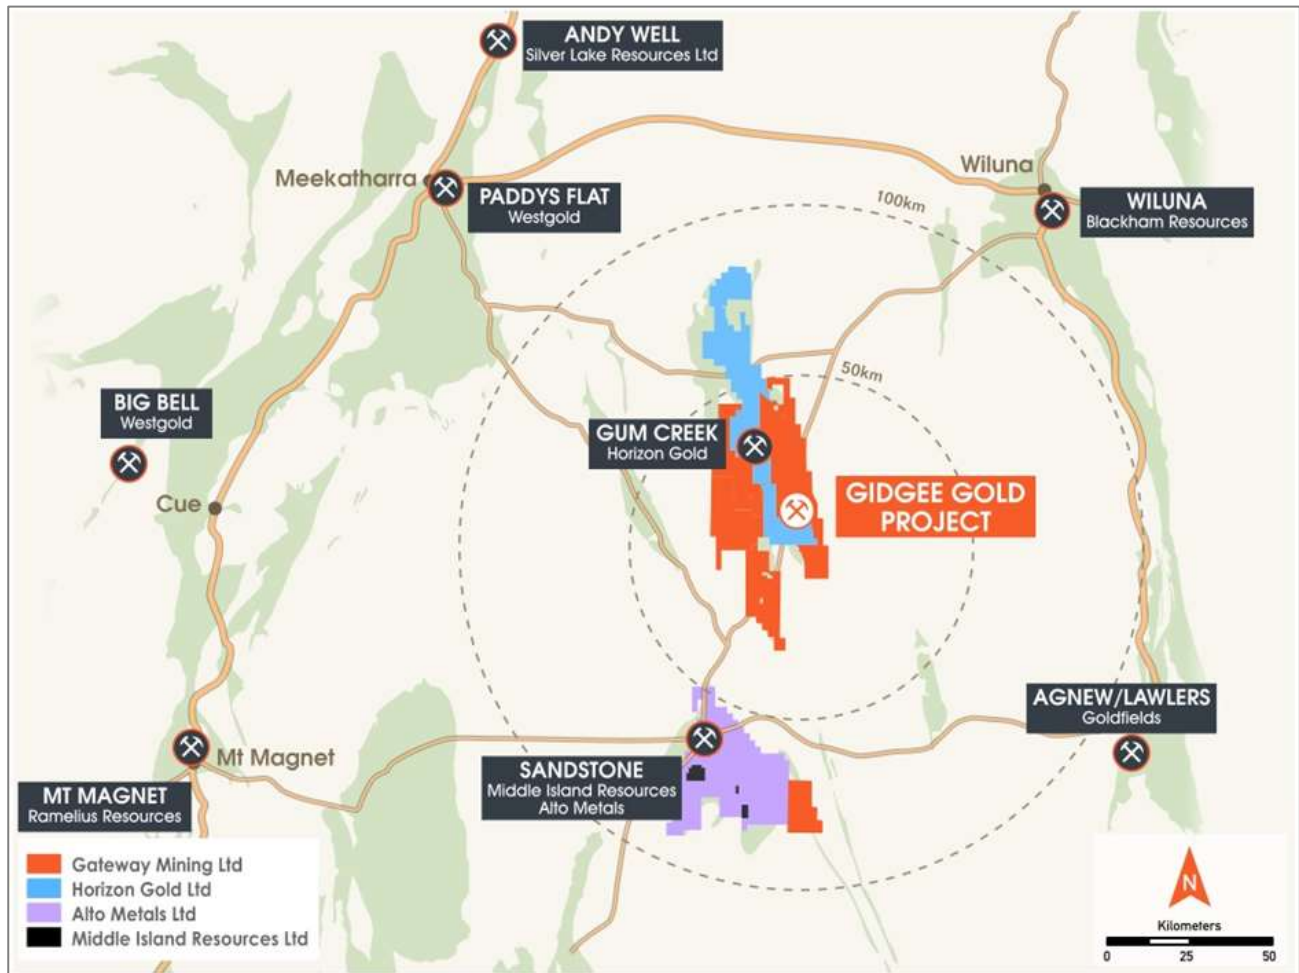 ANDY WELL
Silver Lake Resources Ltd
Meekatharra
PADDYS FLAT
Westgold
Wiluna
WILUNA
Blackham Resources
100km
50km
BIG BELL
Westgold
Cue
GUM CREEK
Horizon Gold
GIDGEE GOLD
PROJECT
AGNEW/LAWLERS
Goldfields
Mt Magnet
MT MAGNET
Ramelius Resources
SANDSTONE
Middle Island Resources
Alto Metals
Gateway Mining Ltd
Horizon Gold Ltd
Alto Metals Ltd
Middle Island Resources Ltd
N
Kilometers
0 25 50